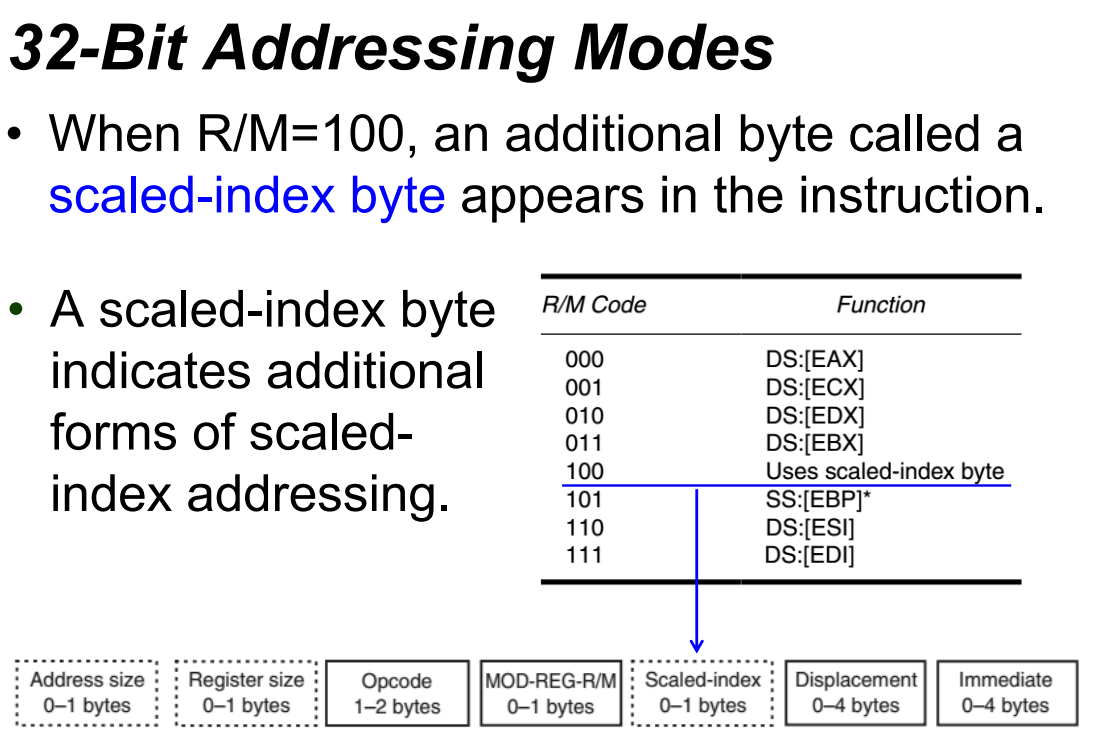 32-Bit Addressing Modes
• When R/M=100, an additional byte called a
scaled-index byte appears in the instruction.
• A scaled-index byte
indicates additional
forms of scaled-
index addressing.
R/M Code Function
000 DS:[EAX]
001 DS:[ECX]
010 DS:[EDX]
011 DS:[EBX]
100 Uses scaled-index byte
101 SS:[EBP]*
110 DS:[ESI]
111 DS:[EDI]
Address size Register size Opcode MOD-REG-R/M Scaled-index Displacement Immediate
0–1 bytes 0–1 bytes 1–2 bytes 0–1 bytes 0–1 bytes 0–4 bytes 0–4 bytes